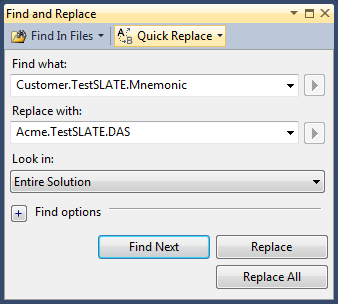 Find and Replace
Find In Files
A B Quick Replace
Find what:
Customer.TestSLATE.Mnemonic
Replace with:
Acme.TestSLATE.DAS
Look in:
Entire Solution
+ Find options
Find Next
Replace
Replace All